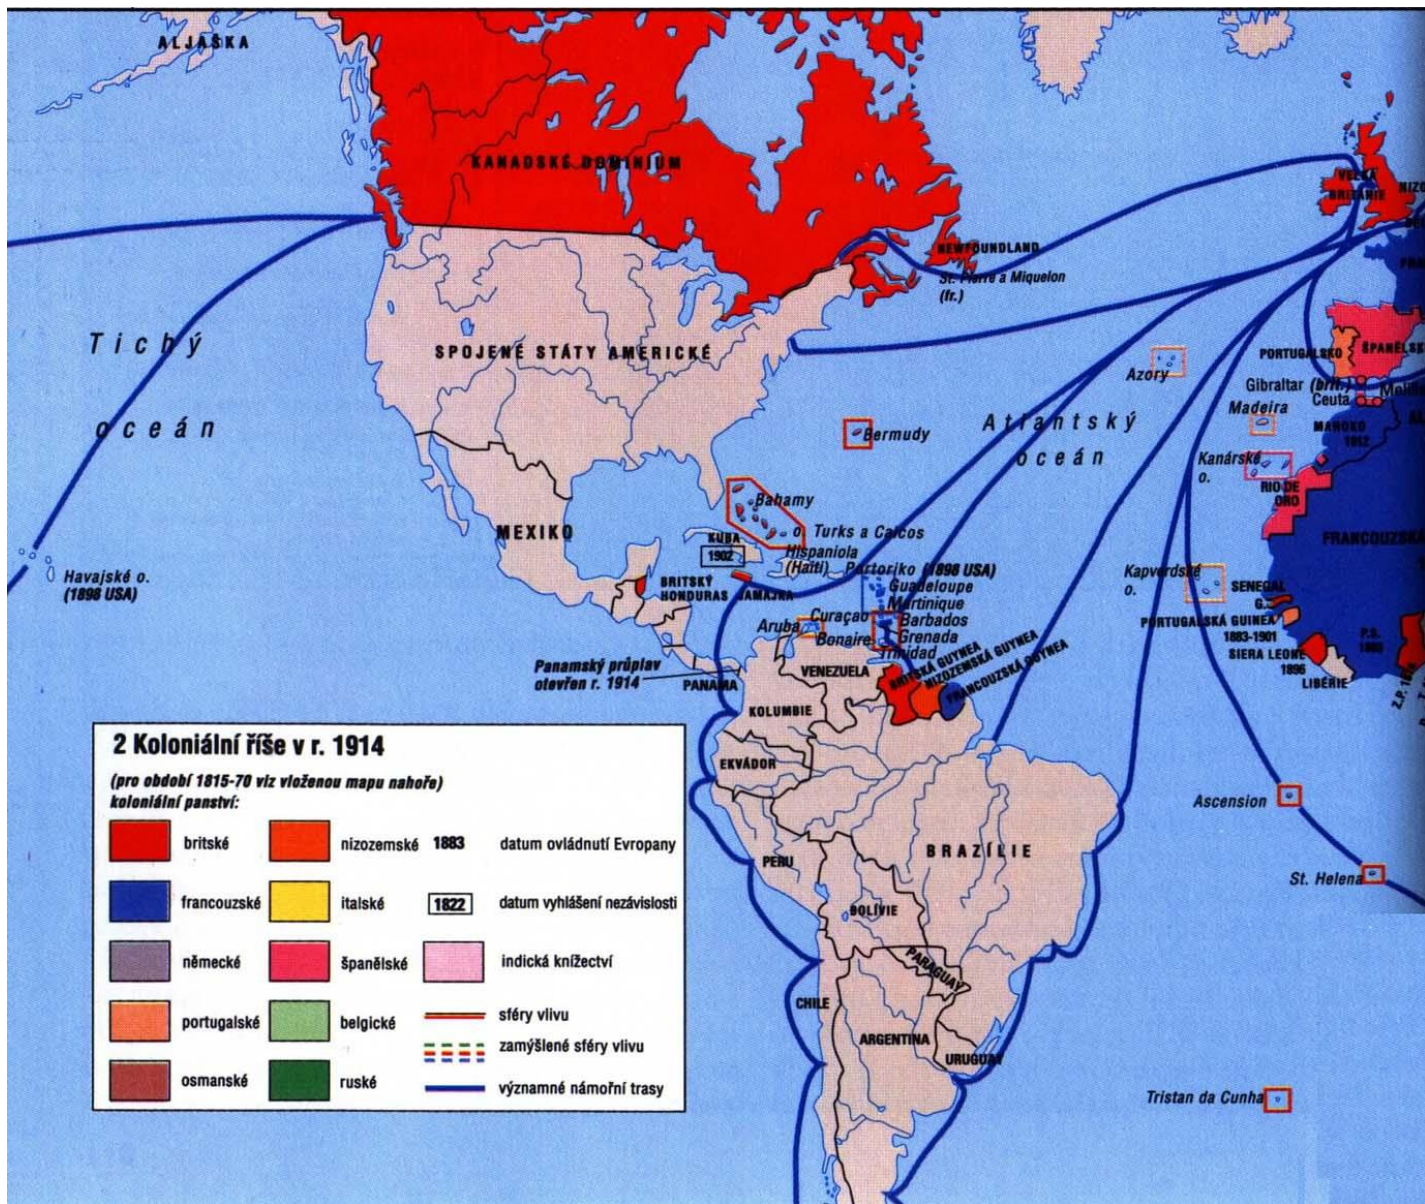 ALJAŠKA
KANADSKÉ DOMINIUM
VELKÁ
BRITÁNIE
NEWFOUNDLAND
St. Pierre a Miquelon
(fr.)
Tichý
oceán
SPOJENÉ STÁTY AMERICKÉ
Azory
PORTUGALSKO
Gibraltar (brit.)
Ceuta
Madeira
MAROKO
1912
Bermudy
Atlantský
oceán
Kanárské
o.
RIO DE
ORO
MEXIKO
Bahamy
o. Turks a Caicos
KUBA
1902
Hispaniola
(Haiti)
Portoriko (1898 USA)
Havajské o.
(1898 USA)
BRITSKÝ
HONDURAS
JAMAJKA
Guadeloupe
Martinique
Curaçao
Barbados
Aruba
Bonaire
Grenada
Trinidad
Kapverdské
o.
SENEGAL
G.
PORTUGALSKÁ GUINEA
1883-1901
SIERA LEONE
1896
LIBÉRIE
Panamský průplav
otevřen r. 1914
PANAMA
VENEZUELA
BRITSKÁ GUYNEA
NIZOZEMSKÁ GUYNEA
FRANCOUZSKÁ GUYNEA
KOLUMBIE
EKVÁDOR
PERU
BRAZÍLIE
BOLÍVIE
PARAGUAY
CHILE
ARGENTINA
URUGUAY
Ascension
St. Helena
Tristan da Cunha
2 Koloniální říše v r. 1914
(pro období 1815-70 viz vloženou mapu nahoře)
koloniální panství:
britské
nizozemské
1883
datum ovládnutí Evropany
francouzské
italské
1822
datum vyhlášení nezávislosti
německé
španělské
indická knížectví
portugalské
belgické
sféry vlivu
zamýšlené sféry vlivu
osmanské
ruské
významné námořní trasy